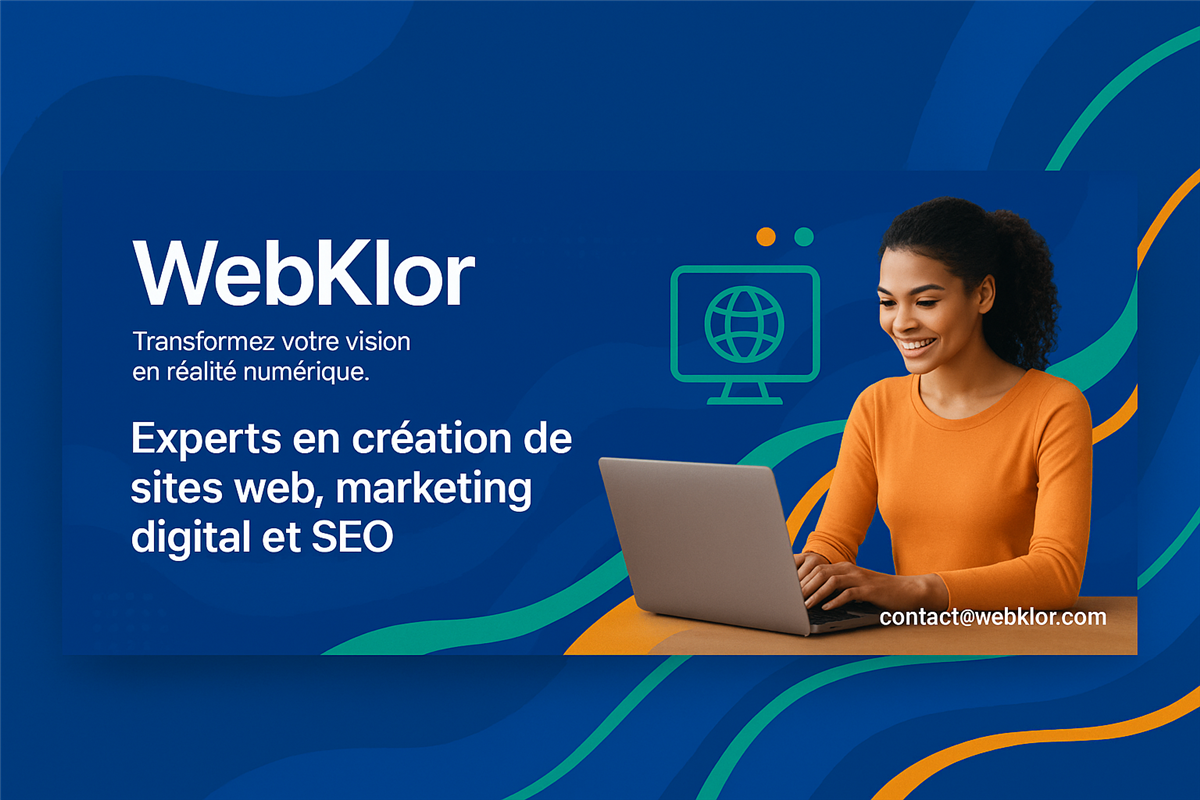 WebKlor
Transformez votre vision
en réalité numérique.
Experts en création de
sites web, marketing
digital et SEO
contact@webklor.com